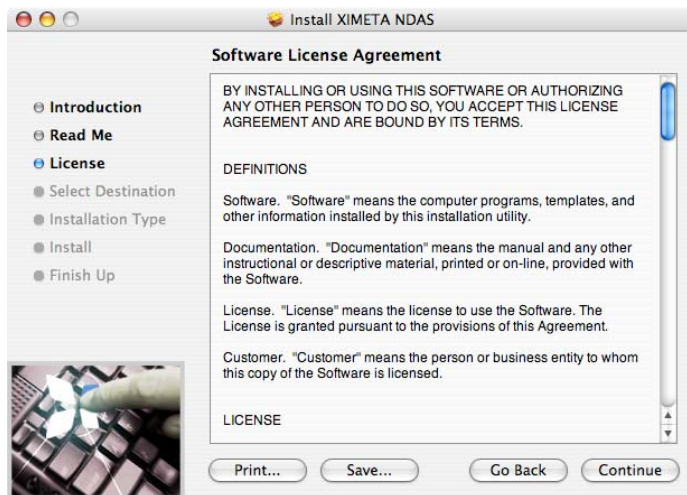 Install XIMETA NDAS
Software License Agreement
Introduction
Read Me
License
Select Destination
Installation Type
Install
Finish Up
BY INSTALLING OR USING THIS SOFTWARE OR AUTHORIZING
ANY OTHER PERSON TO DO SO, YOU ACCEPT THIS LICENSE
AGREEMENT AND ARE BOUND BY ITS TERMS.
DEFINITIONS
Software. "Software" means the computer programs, templates, and
other information installed by this installation utility.
Documentation. "Documentation" means the manual and any other
instructional or descriptive material, printed or on-line, provided with
the Software.
License. "License" means the license to use the Software. The
License is granted pursuant to the provisions of this Agreement.
Customer. "Customer" means the person or business entity to whom
this copy of the Software is licensed.
LICENSE
Print... Save... Go Back Continue